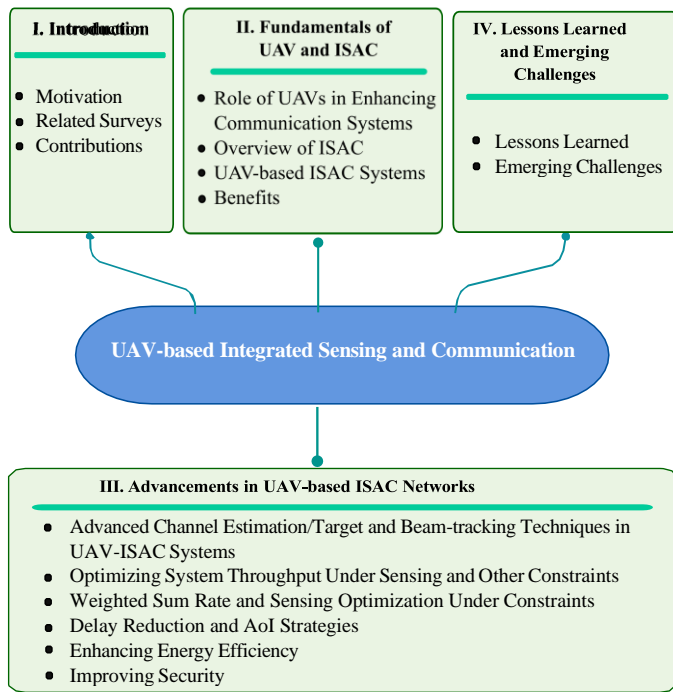 I. Introduction
• Motivation
• Related Surveys
• Contributions
II. Fundamentals of
UAV and ISAC
• Role of UAVs in Enhancing
Communication Systems
• Overview of ISAC
• UAV-based ISAC Systems
• Benefits
IV. Lessons Learned
and Emerging
Challenges
• Lessons Learned
• Emerging Challenges
UAV-based Integrated Sensing and Communication
III. Advancements in UAV-based ISAC Networks
• Advanced Channel Estimation/Target and Beam-tracking Techniques in
UAV-ISAC Systems
• Optimizing System Throughput Under Sensing and Other Constraints
• Weighted Sum Rate and Sensing Optimization Under Constraints
• Delay Reduction and AoI Strategies
• Enhancing Energy Efficiency
• Improving Security